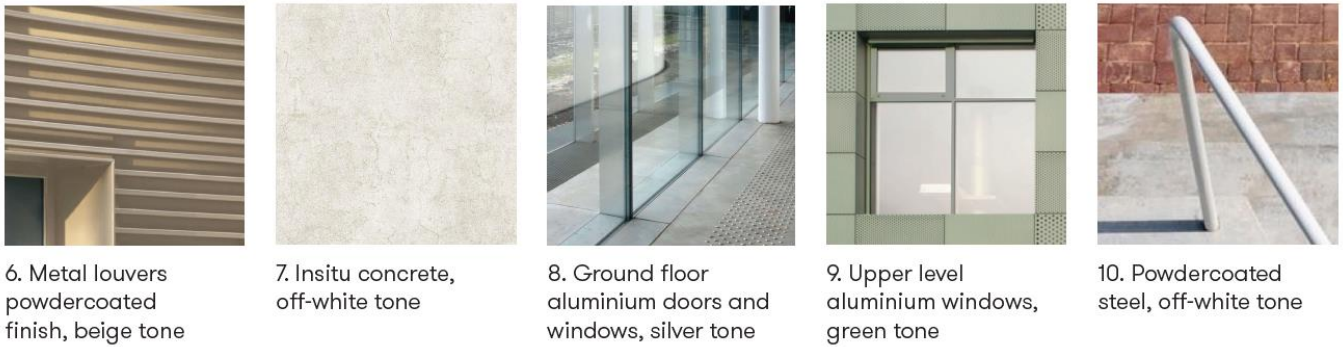 6. Metal louvers
powdercoated
finish, beige tone
7. Insitu concrete,
off-white tone
8. Ground floor
aluminium doors and
windows, silver tone
9. Upper level
aluminium windows,
green tone
10. Powdercoated
steel, off-white tone